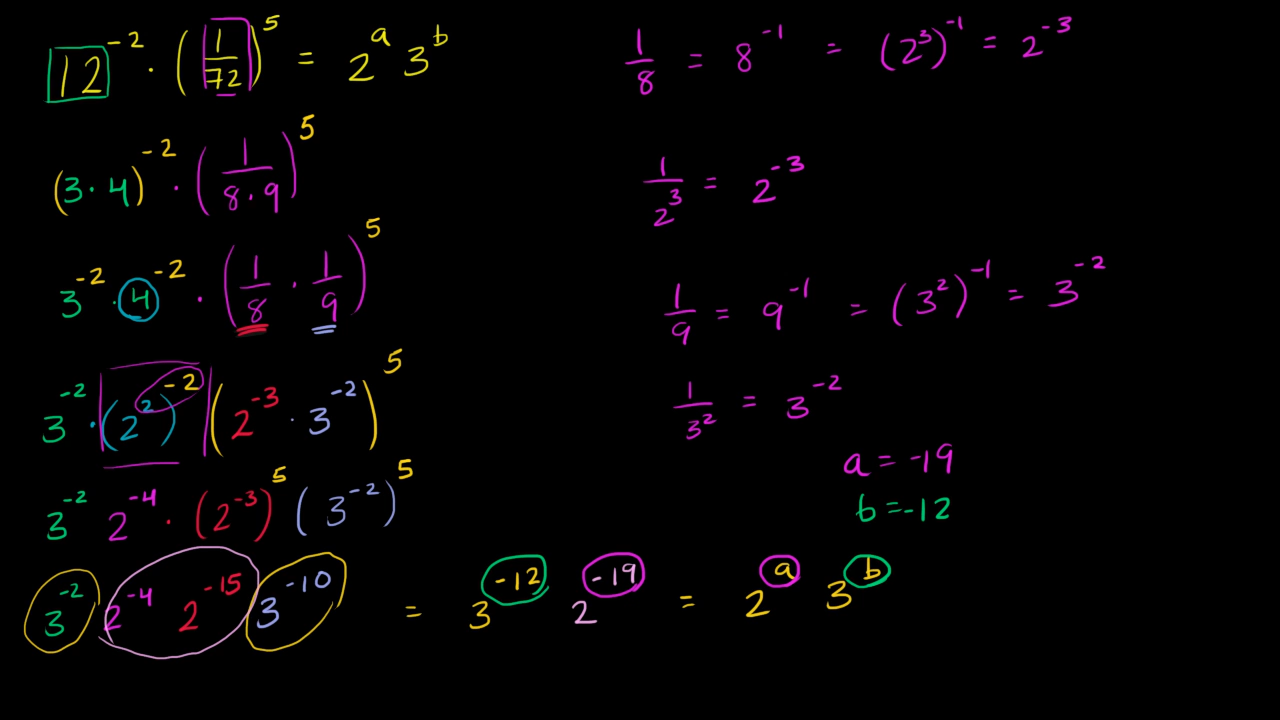 12^{-2} · (1/72)^5 = 2^a 3^b
(3·4)^{-2} · (1/(8·9))^5
3^{-2} · 4^{-2} · (1/8 · 1/9)^5
3^{-2} · (2^2)^{-2} (2^{-3} · 3^{-2})^5
3^{-2} 2^{-4} · (2^{-3})^5 (3^{-2})^5
3^{-2} 2^{-4} 2^{-15} 3^{-10} = 3^{-12} 2^{-19} = 2^a 3^b
1/8 = 8^{-1} = (2^3)^{-1} = 2^{-3}
1/2^3 = 2^{-3}
1/9 = 9^{-1} = (3^2)^{-1} = 3^{-2}
1/3^2 = 3^{-2}
a = -19
b = -12